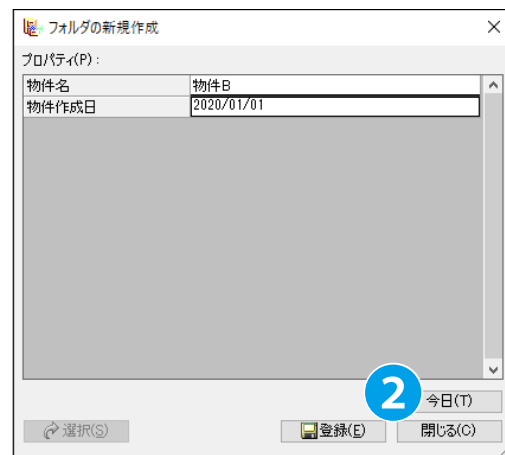 フォルダの新規作成
プロパティ(P):
物件名 物件B
物件作成日 2020/01/01
2 今日(T)
選択(S) 登録(E) 閉じる(C)